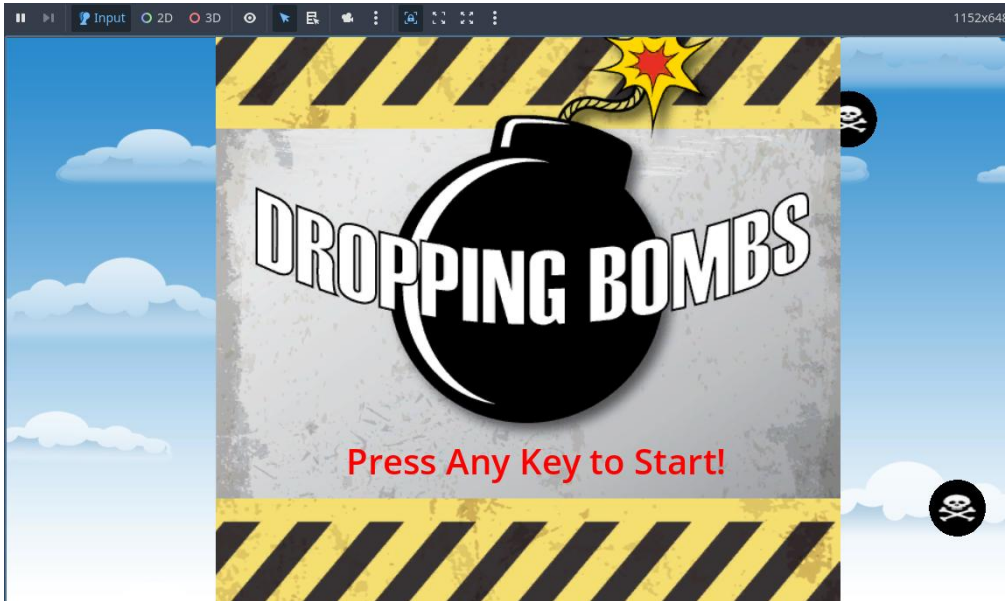 Input
2D
3D
1152x648
DROPPING BOMBS
Press Any Key to Start!